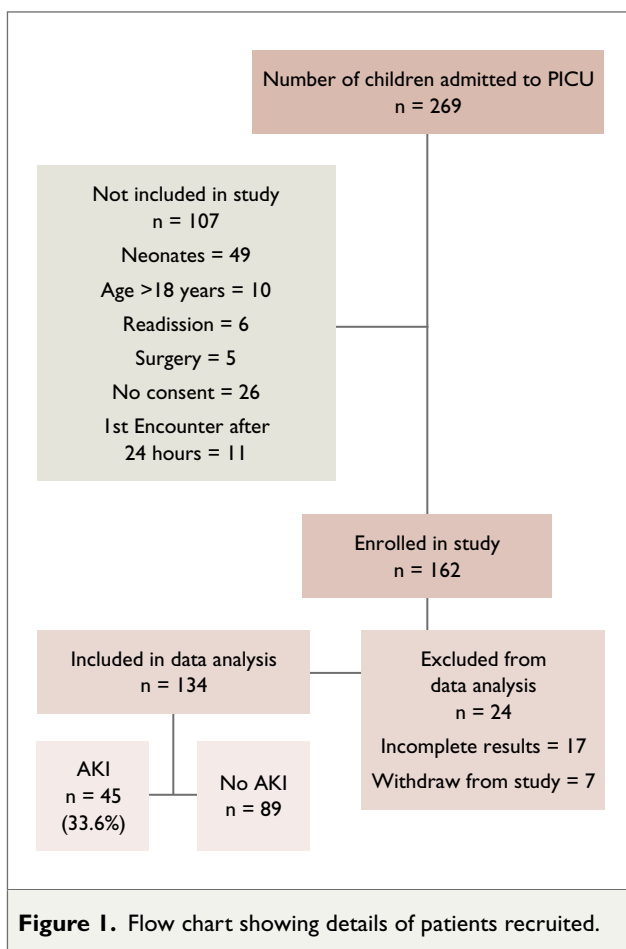 Number of children admitted to PICU
n = 269
Not included in study
n = 107
Neonates = 49
Age >18 years = 10
Readission = 6
Surgery = 5
No consent = 26
1st Encounter after
24 hours = 11
Enrolled in study
n = 162
Included in data analysis
n = 134
Excluded from
data analysis
n = 24
Incomplete results = 17
Withdraw from study = 7
AKI
n = 45
(33.6%)
No AKI
n = 89
Figure 1. Flow chart showing details of patients recruited.